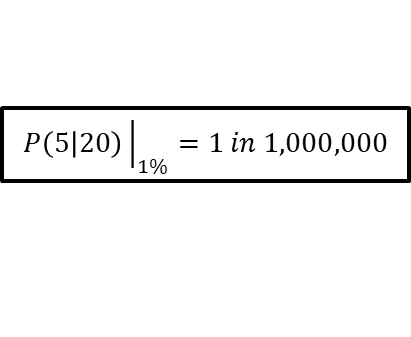 P(5|20) |1% = 1 in 1,000,000